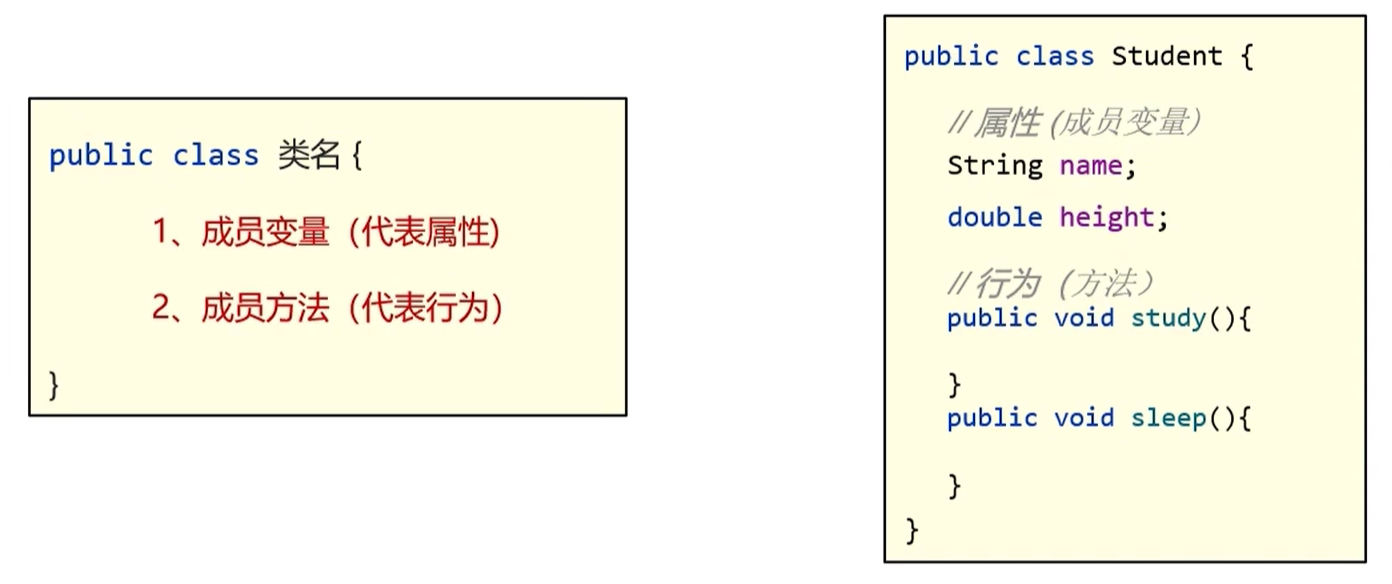 public class 类名 {
1、成员变量（代表属性)
2、成员方法（代表行为）
}
public class Student {
// 属性 (成员变量）
String name;
double height;
// 行为（方法）
public void study(){
}
public void sleep(){
}
}